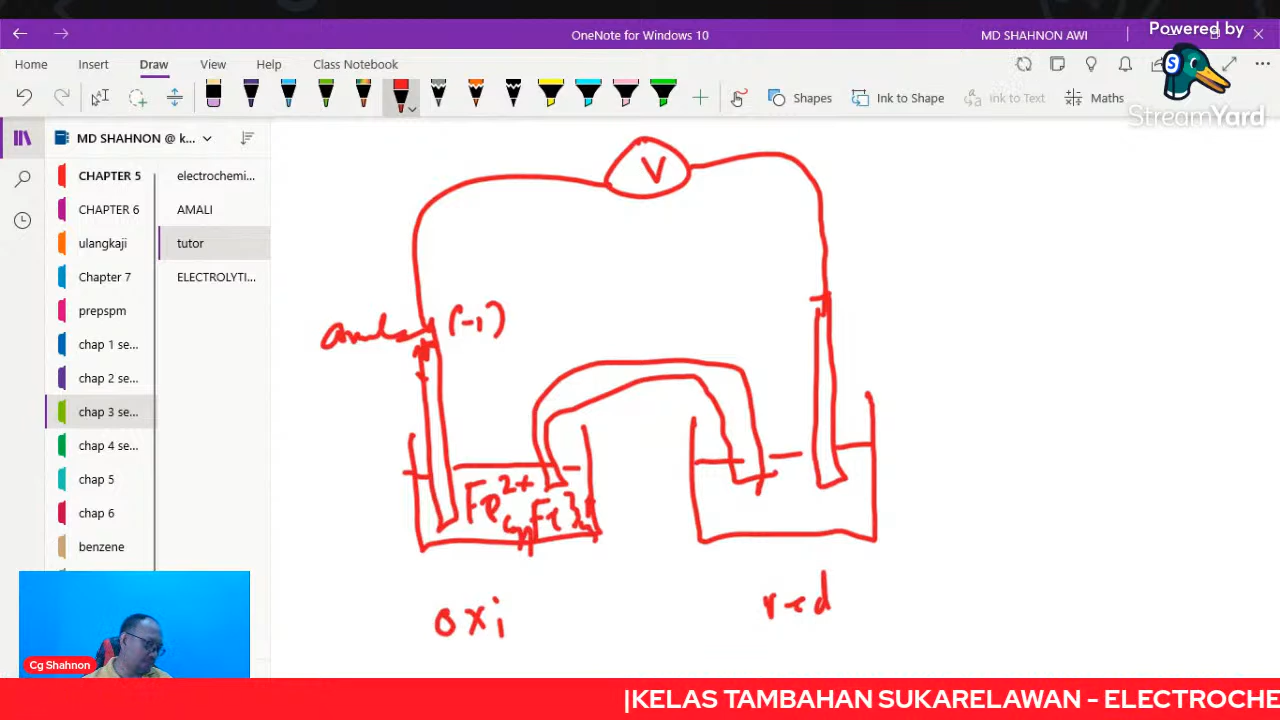 Powered by
StreamYard
OneNote for Windows 10
MD SHAHNON AWI
Home Insert Draw View Help Class Notebook
Shapes
Ink to Shape
Ink to Text
Maths
MD SHAHNON @ k...
CHAPTER 5
CHAPTER 6
ulangkaji
Chapter 7
prepspm
chap 1 se...
chap 2 se...
chap 3 se...
chap 4 se...
chap 5
chap 6
benzene
electrochemi...
AMALI
tutor
ELECTROLYTI...
V
(-1)
Fe2+
oxi
red
Cg Shahnon
|KELAS TAMBAHAN SUKARELAWAN - ELECTROCHE